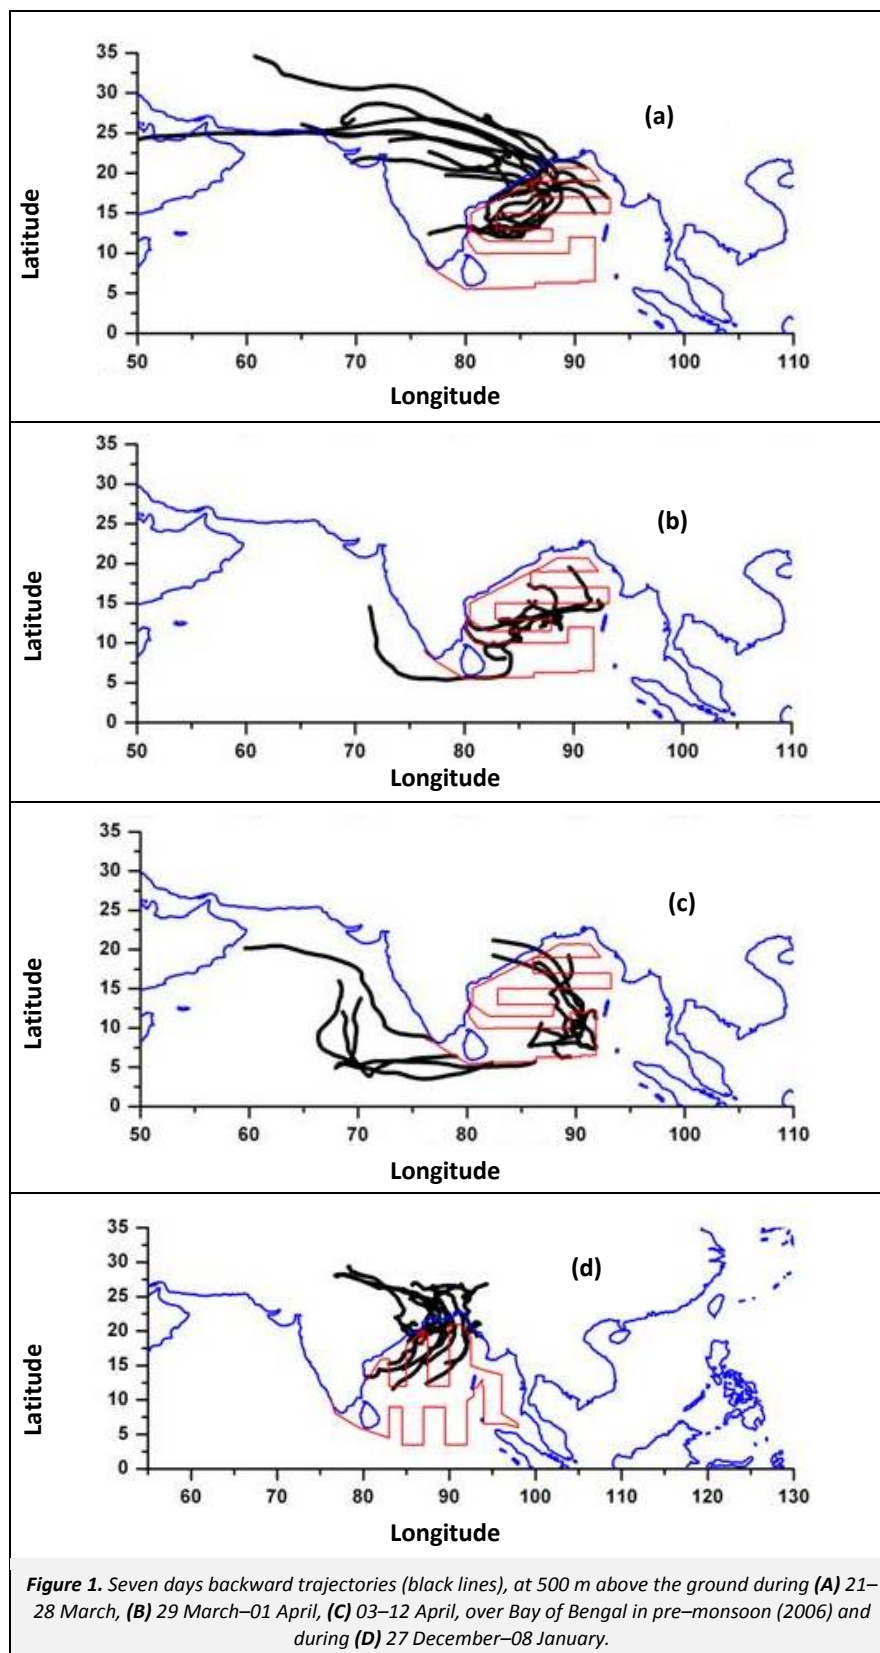 35
30
25
20
15
10
5
0
50 60 70 80 90 100 110
Latitude
Longitude
(a)
35
30
25
20
15
10
5
0
50 60 70 80 90 100 110
Latitude
Longitude
(b)
35
30
25
20
15
10
5
0
50 60 70 80 90 100 110
Latitude
Longitude
(c)
35
30
25
20
15
10
5
0
60 70 80 90 100 110 120 130
Latitude
Longitude
(d)
Figure 1. Seven days backward trajectories (black lines), at 500 m above the ground during (A) 21–
28 March, (B) 29 March–01 April, (C) 03–12 April, over Bay of Bengal in pre–monsoon (2006) and
during (D) 27 December–08 January.